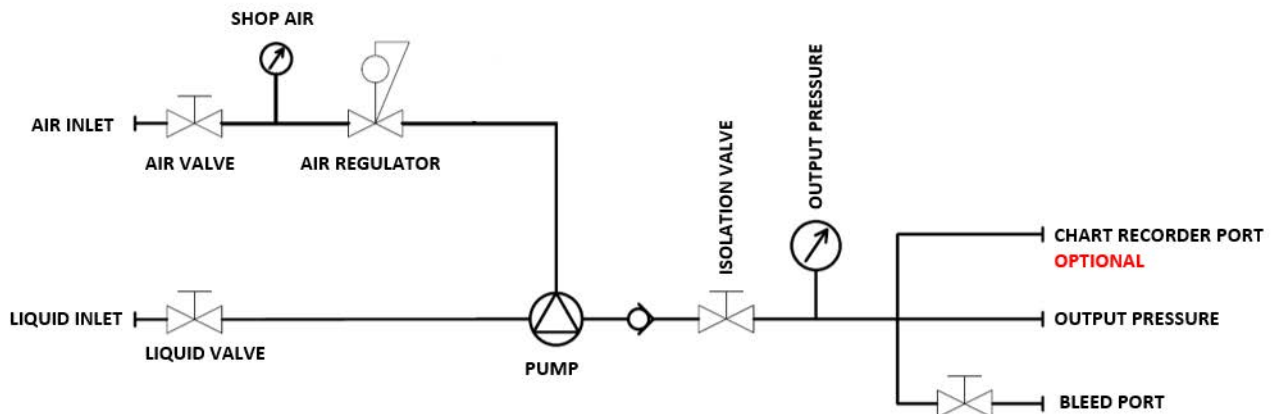 SHOP AIR
AIR INLET
AIR VALVE
AIR REGULATOR
OUTPUT PRESSURE
ISOLATION VALVE
CHART RECORDER PORT
OPTIONAL
LIQUID INLET
OUTPUT PRESSURE
LIQUID VALVE
PUMP
BLEED PORT